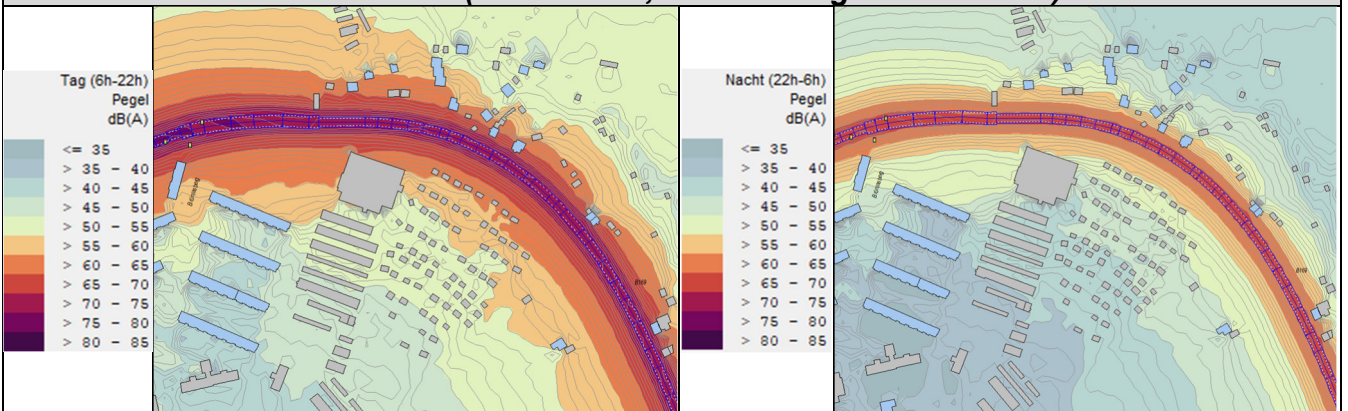 Tag (6h-22h)
Pegel
dB(A)
<= 35
> 35 - 40
> 40 - 45
> 45 - 50
> 50 - 55
> 55 - 60
> 60 - 65
> 65 - 70
> 70 - 75
> 75 - 80
> 80 - 85
Nacht (22h-6h)
Pegel
dB(A)
<= 35
> 35 - 40
> 40 - 45
> 45 - 50
> 50 - 55
> 55 - 60
> 60 - 65
> 65 - 70
> 70 - 75
> 75 - 80
> 80 - 85